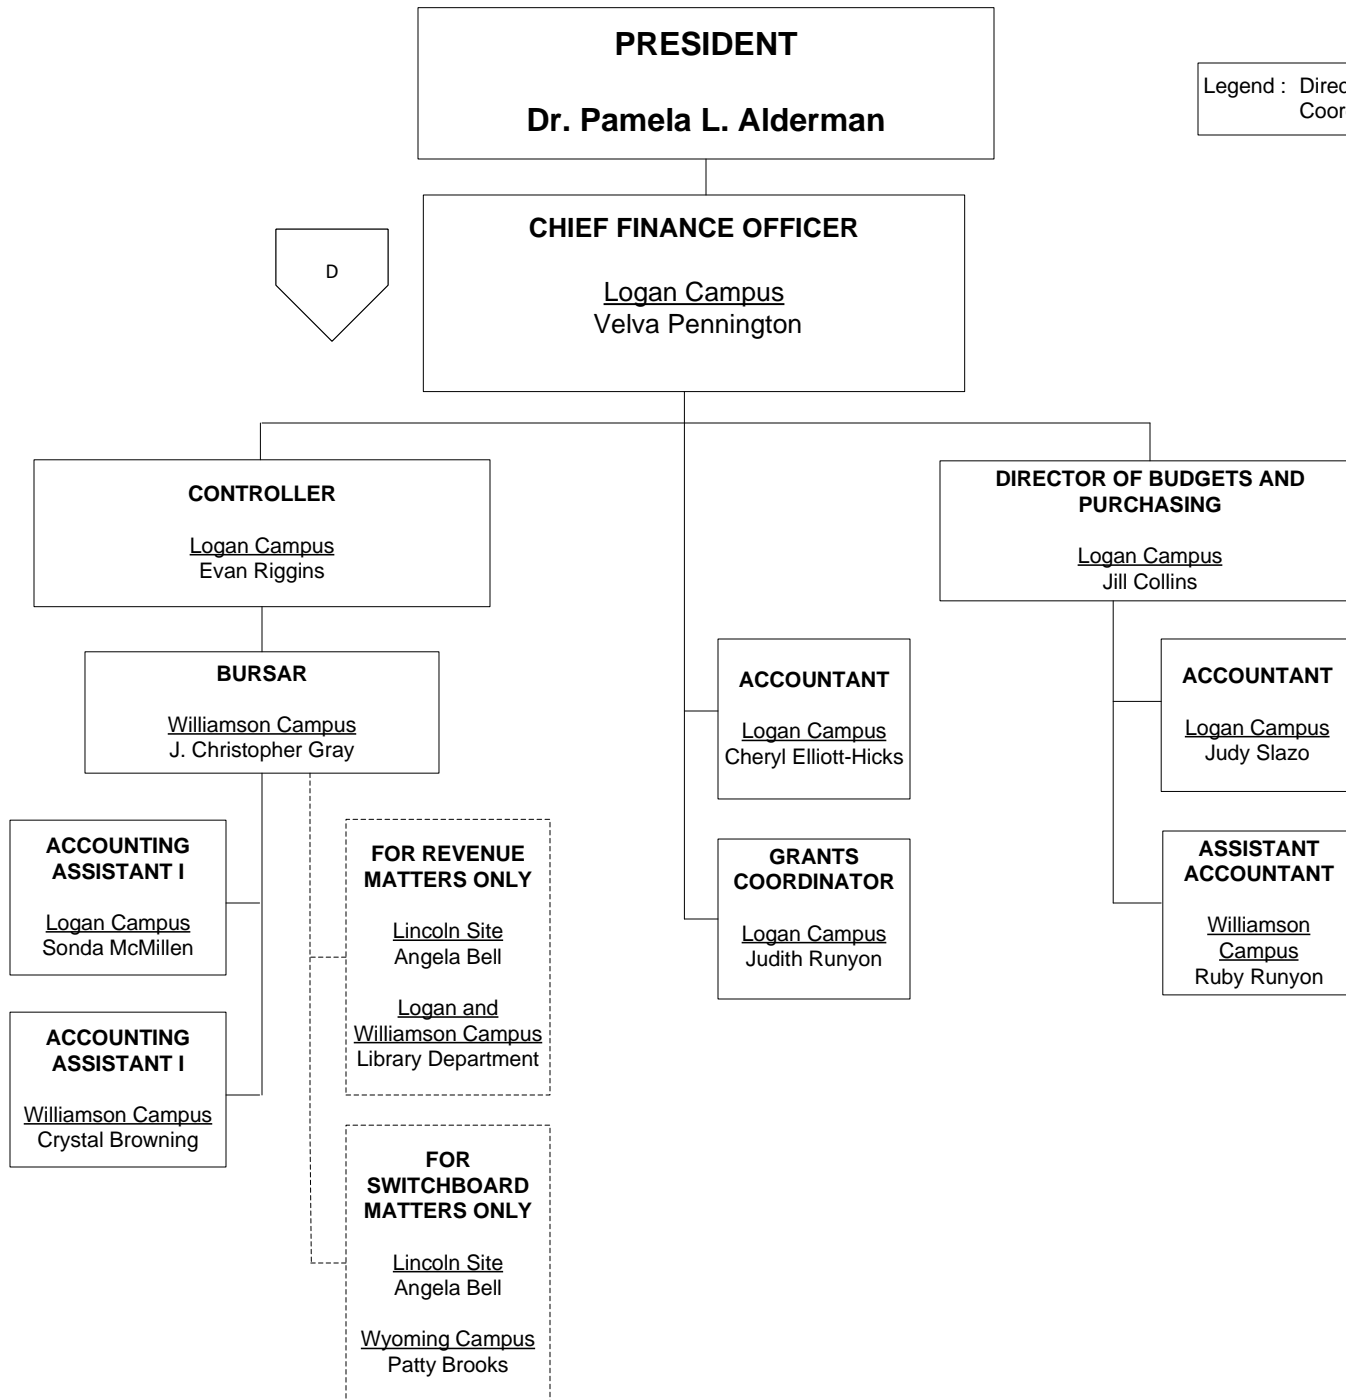 PRESIDENT
Dr. Pamela L. Alderman
Legend :
CHIEF FINANCE OFFICER
Logan Campus
Velva Pennington
D
CONTROLLER
Logan Campus
Evan Riggins
DIRECTOR OF BUDGETS AND
PURCHASING
Logan Campus
Jill Collins
BURSAR
Williamson Campus
J. Christopher Gray
ACCOUNTANT
Logan Campus
Cheryl Elliott-Hicks
ACCOUNTANT
Logan Campus
Judy Slazo
ACCOUNTING
ASSISTANT I
Logan Campus
Sonda McMillen
FOR REVENUE
MATTERS ONLY
Lincoln Site
Angela Bell
Logan and
Williamson Campus
Library Department
GRANTS
COORDINATOR
Logan Campus
Judith Runyon
ASSISTANT
ACCOUNTANT
Williamson
Campus
Ruby Runyon
ACCOUNTING
ASSISTANT I
Williamson Campus
Crystal Browning
FOR
SWITCHBOARD
MATTERS ONLY
Lincoln Site
Angela Bell
Wyoming Campus
Patty Brooks